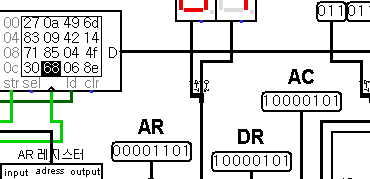 00 27 0a 49 6d
04 83 09 42 14
08 71 85 04 4f
0c 30 68 06 8e
D
str sel ld clr
011 01
AC
10000101
AR
00001101
DR
10000101
AR 레지스터
input adress output